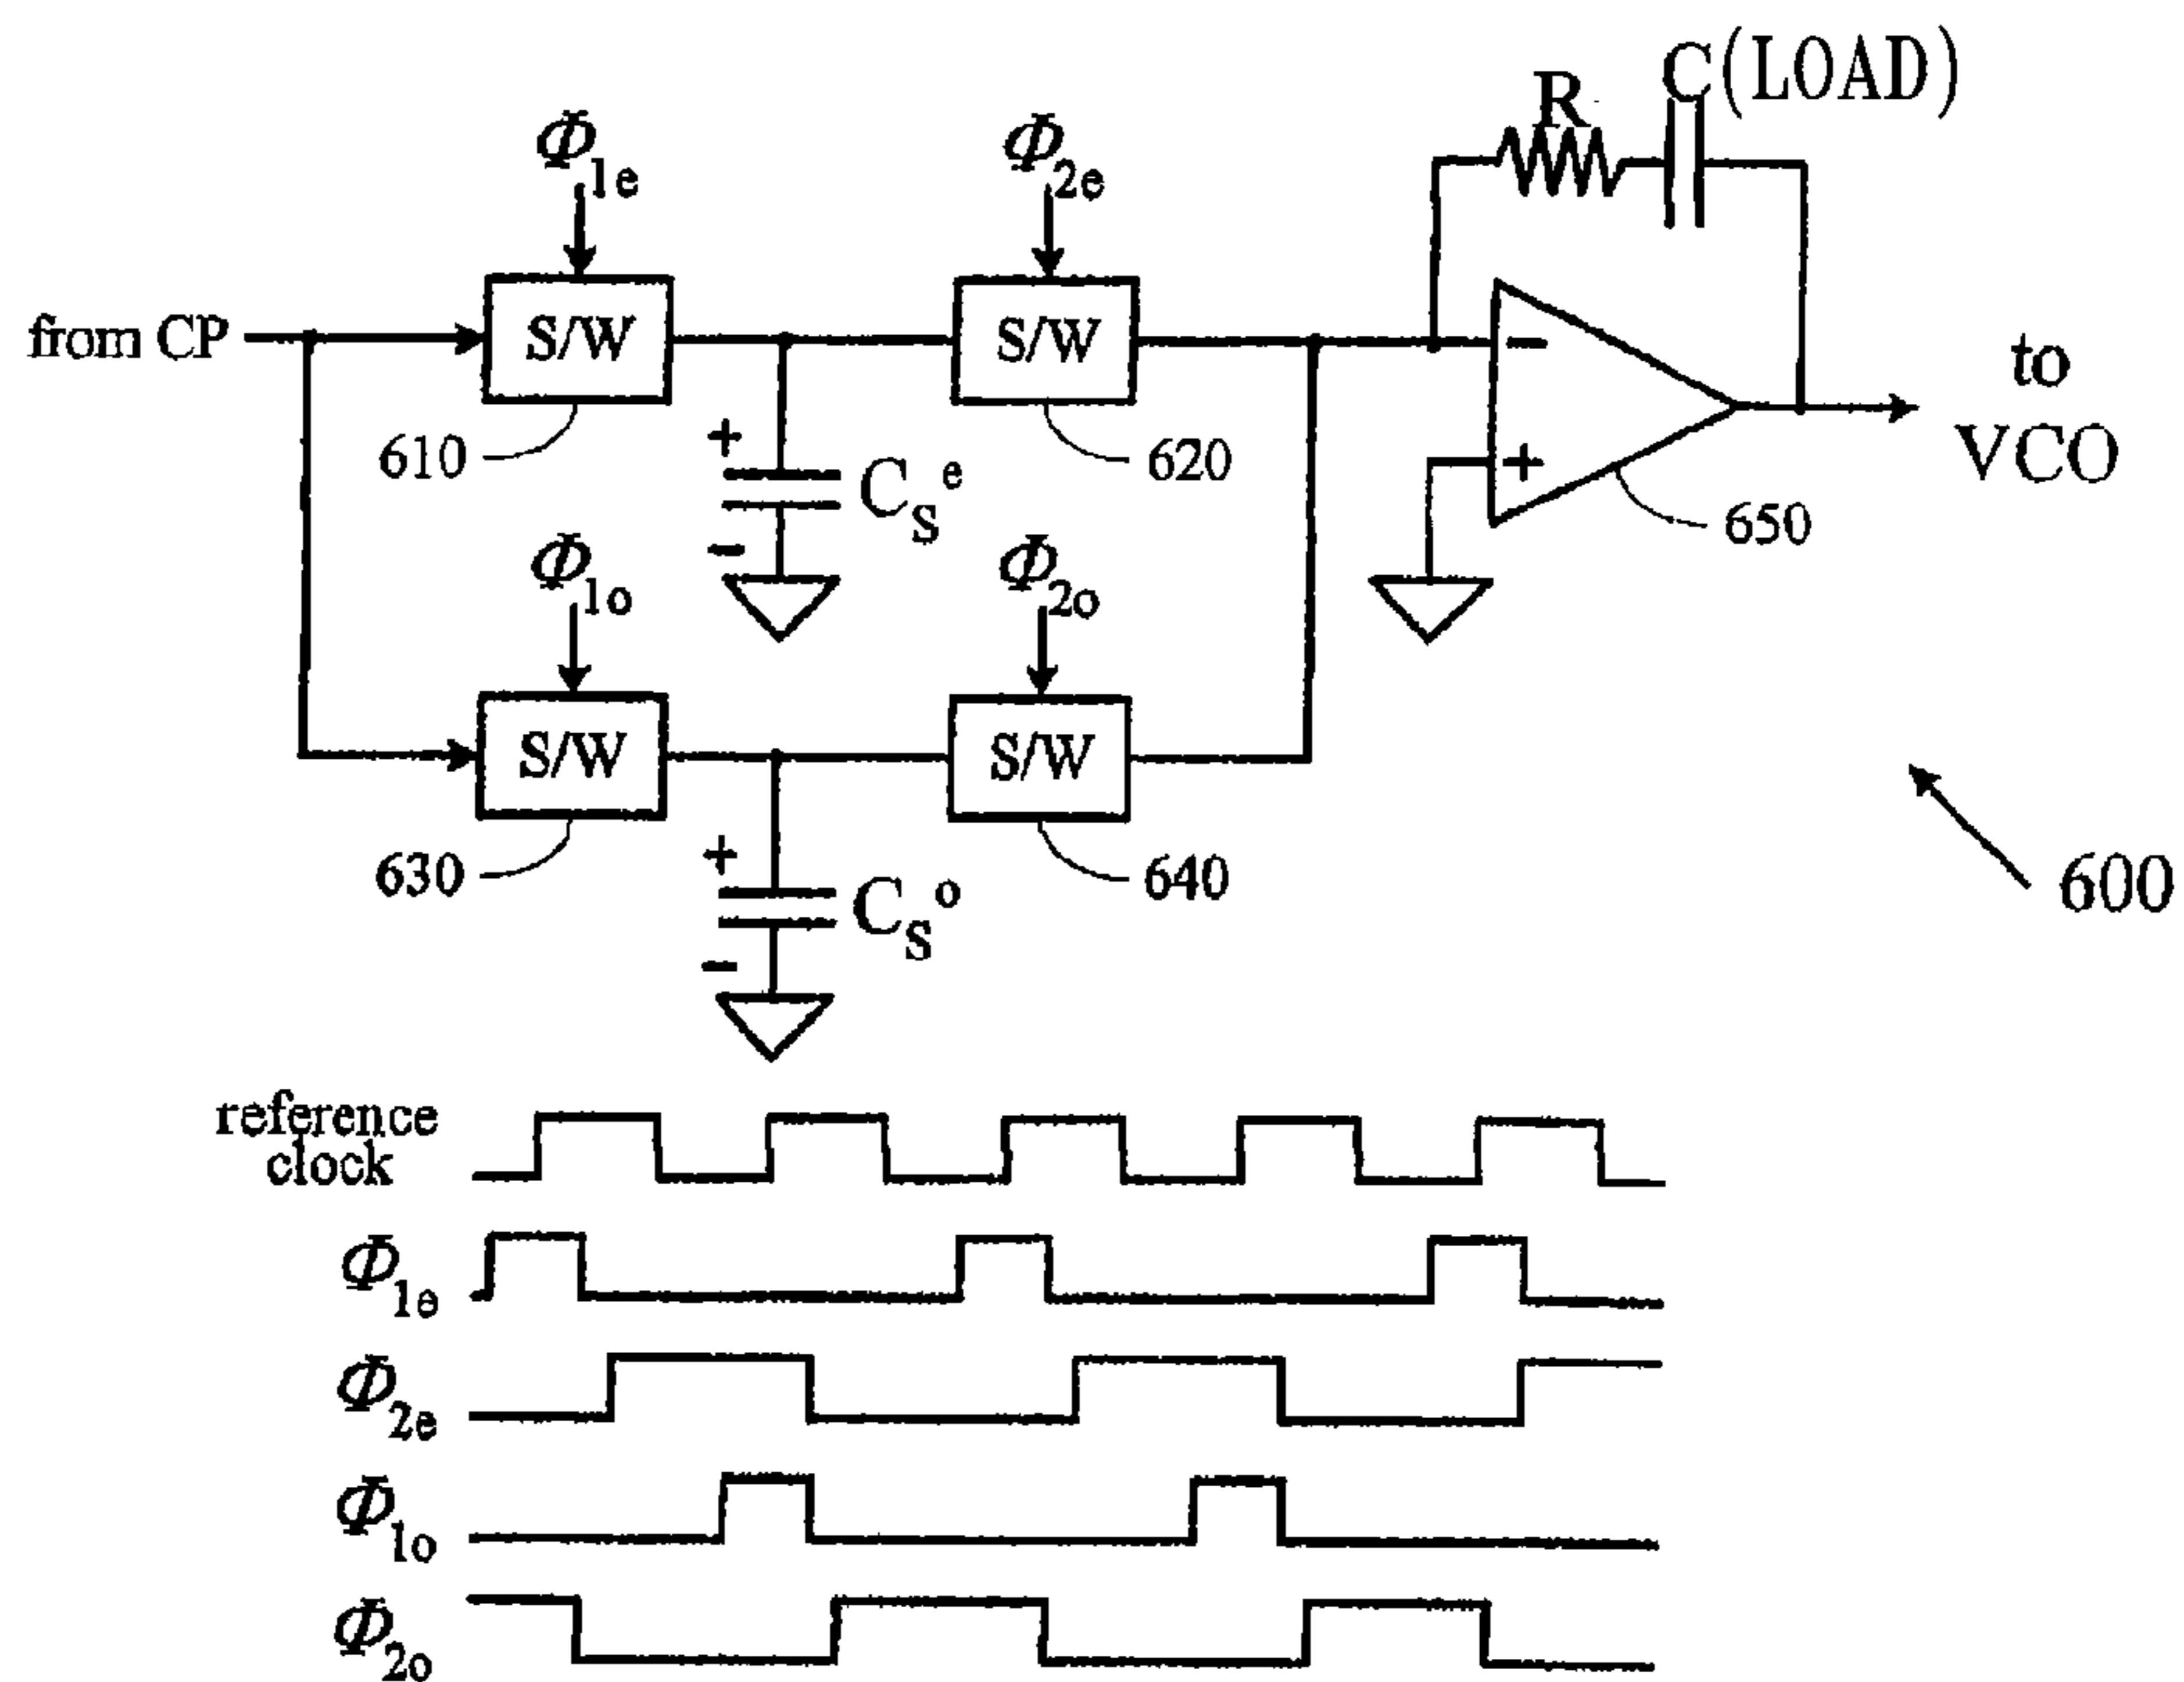 C(LOAD)
R
Φ1e
Φ2e
from CP
S/W
S/W
−
to
VCO
610
+
CSe
620
+
650
−
Φ1o
Φ2o
S/W
S/W
630
+
CSo
640
600
−
reference
clock
Φ1e
Φ2e
Φ1o
Φ2o